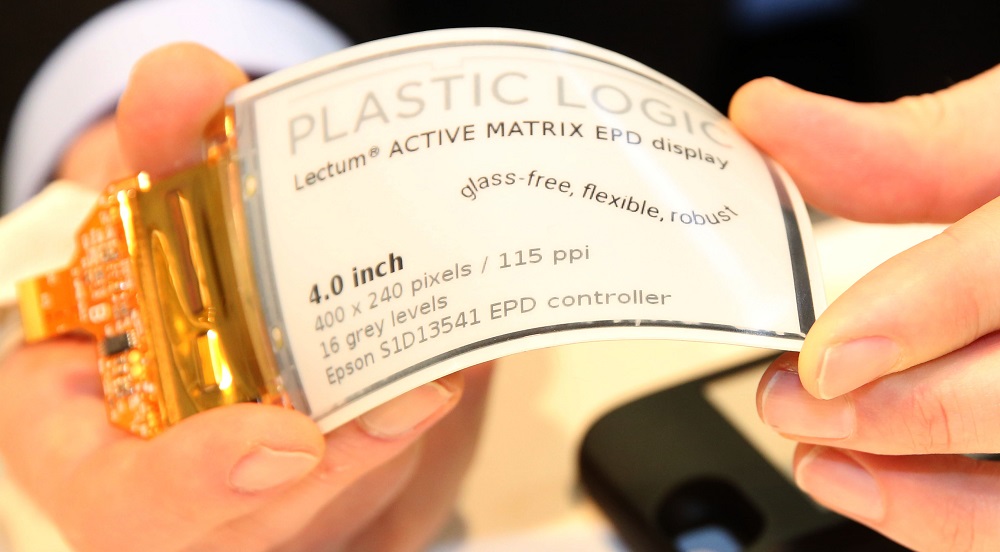 PLASTIC LOGIC
Lectum® ACTIVE MATRIX EPD display
glass-free, flexible, robust
4.0 inch
400 x 240 pixels / 115 ppi
16 grey levels
Epson S1D13541 EPD controller